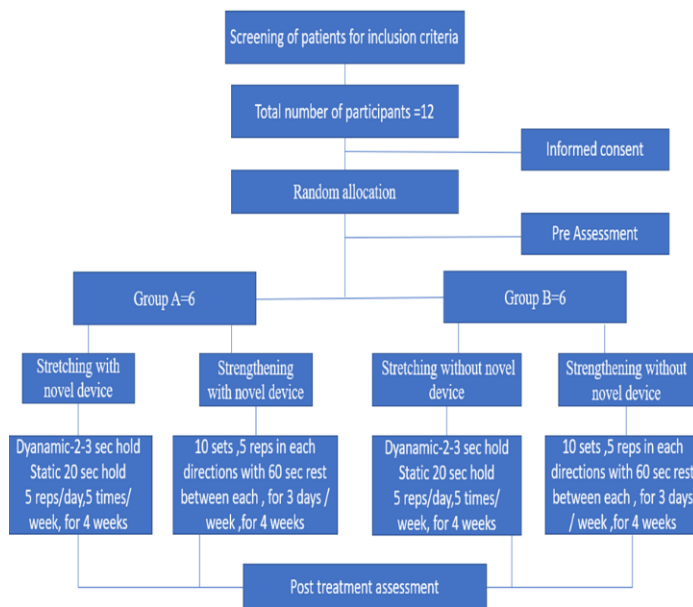 Screening of patients for inclusion criteria
Total number of participants =12
Informed consent
Random allocation
Pre Assessment
Group A=6
Group B=6
Stretching with
novel device
Strengthening
with novel device
Stretching without novel
device
Strengthening without
novel device
Dyanamic-2-3 sec hold
Static 20 sec hold
5 reps/day,5 times/
week, for 4 weeks
10 sets ,5 reps in each
directions with 60 sec rest
between each , for 3 days /
week ,for 4 weeks
Dyanamic-2-3 sec hold
Static 20 sec hold
5 reps/day,5 times/
week, for 4 weeks
10 sets ,5 reps in each
directions with 60 sec rest
between each , for 3 days
/ week ,for 4 weeks
Post treatment assessment